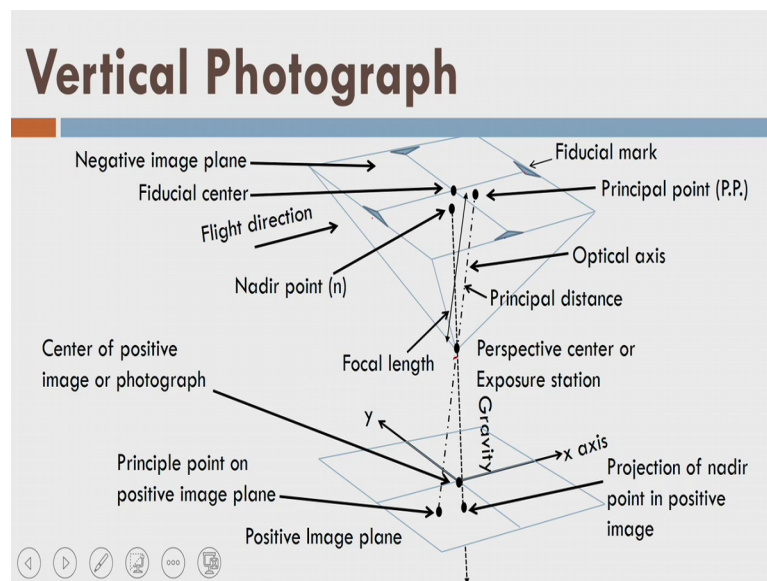 Vertical Photograph
Negative image plane
Fiducial mark
Fiducial center
Principal point (P.P.)
Flight direction
Optical axis
Nadir point (n)
Principal distance
Center of positive
image or photograph
Focal length
Perspective center or
Exposure station
Gravity
y
x axis
Principle point on
positive image plane
Projection of nadir
point in positive
image
Positive Image plane